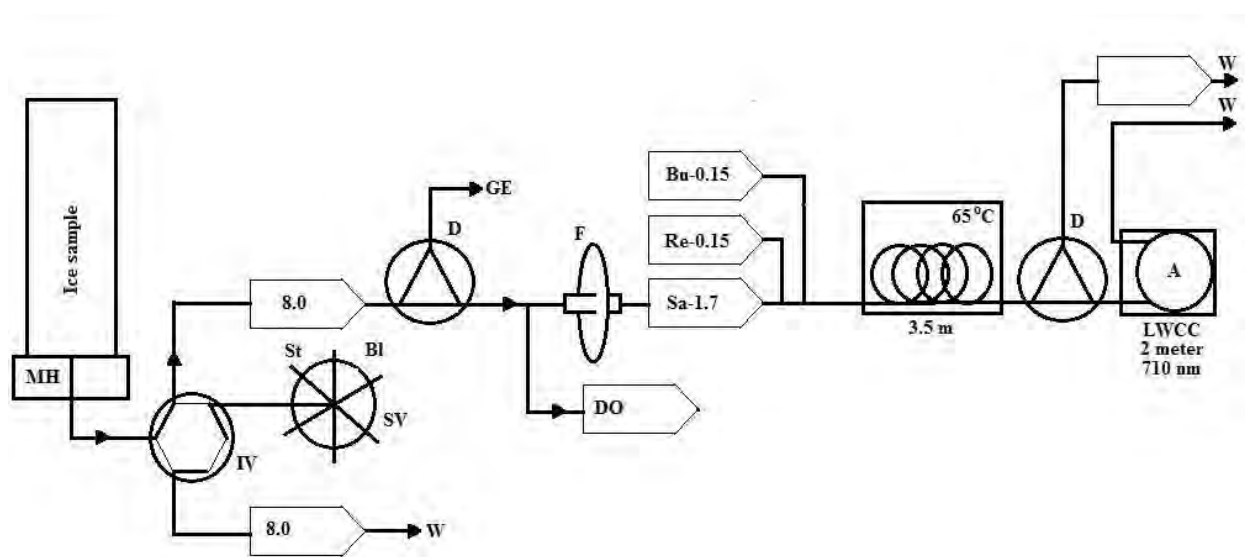 Ice sample
MH
IV
8.0
W
8.0
St
Bl
SV
D
GE
F
DO
Bu-0.15
Re-0.15
Sa-1.7
65 °C
3.5 m
D
W
W
A
LWCC
2 meter
710 nm